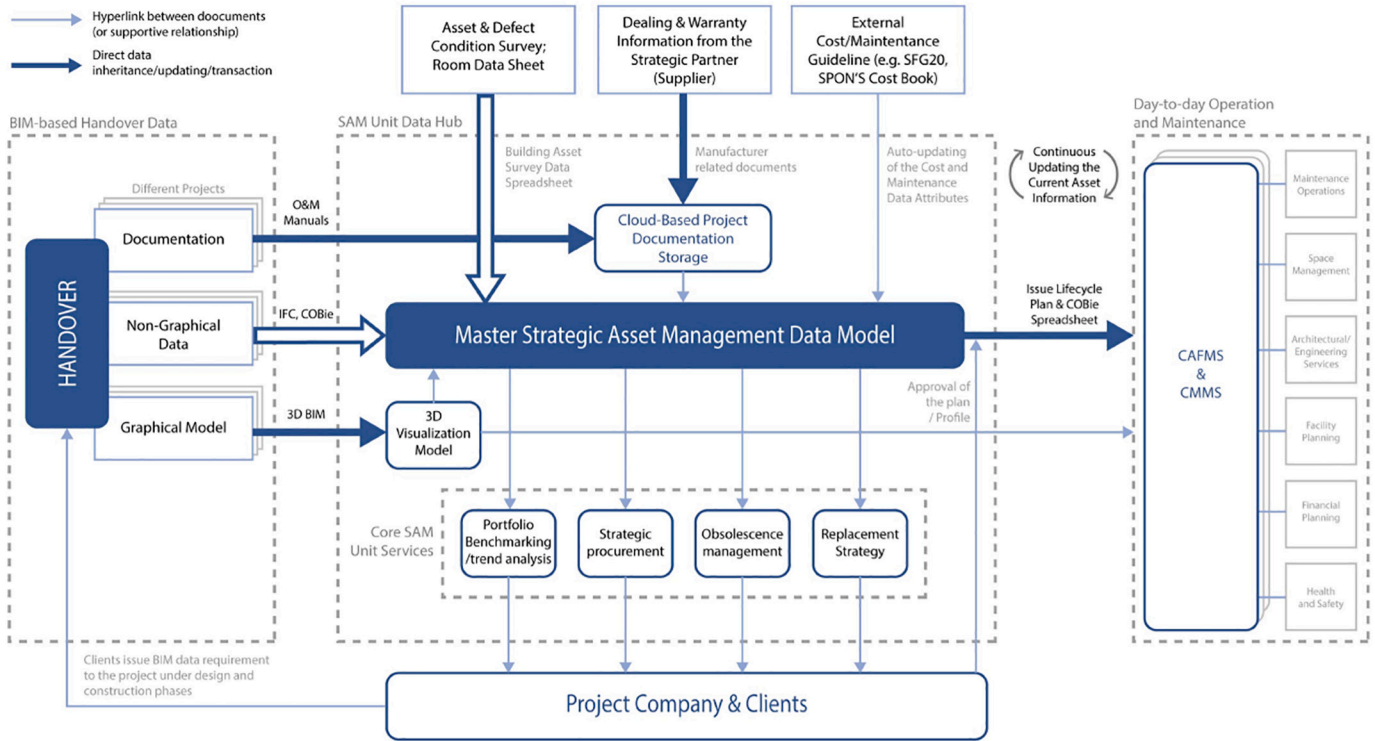 Hyperlink between doocuments
(or supportive relationship)
Direct data
inheritance/updating/transaction
Asset & Defect
Condition Survey;
Room Data Sheet
Dealing & Warranty
Information from the
Strategic Partner
(Supplier)
External
Cost/Maintentance
Guideline (e.g. SFG20,
SPON'S Cost Book)
BIM-based Handover Data
SAM Unit Data Hub
Day-to-day Operation
and Maintenance
Building Asset
Survey Data
Spreadsheet
Manufacturer
related documents
Auto-updating
of the Cost and
Maintenance
Data Attributes
Continuous
Updating the
Current Asset
Information
Different Projects
O&M
Manuals
Documentation
Cloud-Based Project
Documentation
Storage
HANDOVER
Non-Graphical
Data
IFC, COBie
Master Strategic Asset Management Data Model
Issue Lifecycle
Plan & COBie
Spreadsheet
Graphical Model
3D BIM
3D
Visualization
Model
Approval of
the plan
/ Profile
CAFMS
&
CMMS
Maintenance
Operations
Space
Management
Architectural/
Engineering
Services
Facility
Planning
Financial
Planning
Health
and Safety
Core SAM
Unit Services
Portfolio
Benchmarking
/trend analysis
Strategic
procurement
Obsolescence
management
Replacement
Strategy
Clients issue BIM data requirement
to the project under design and
construction phases
Project Company & Clients